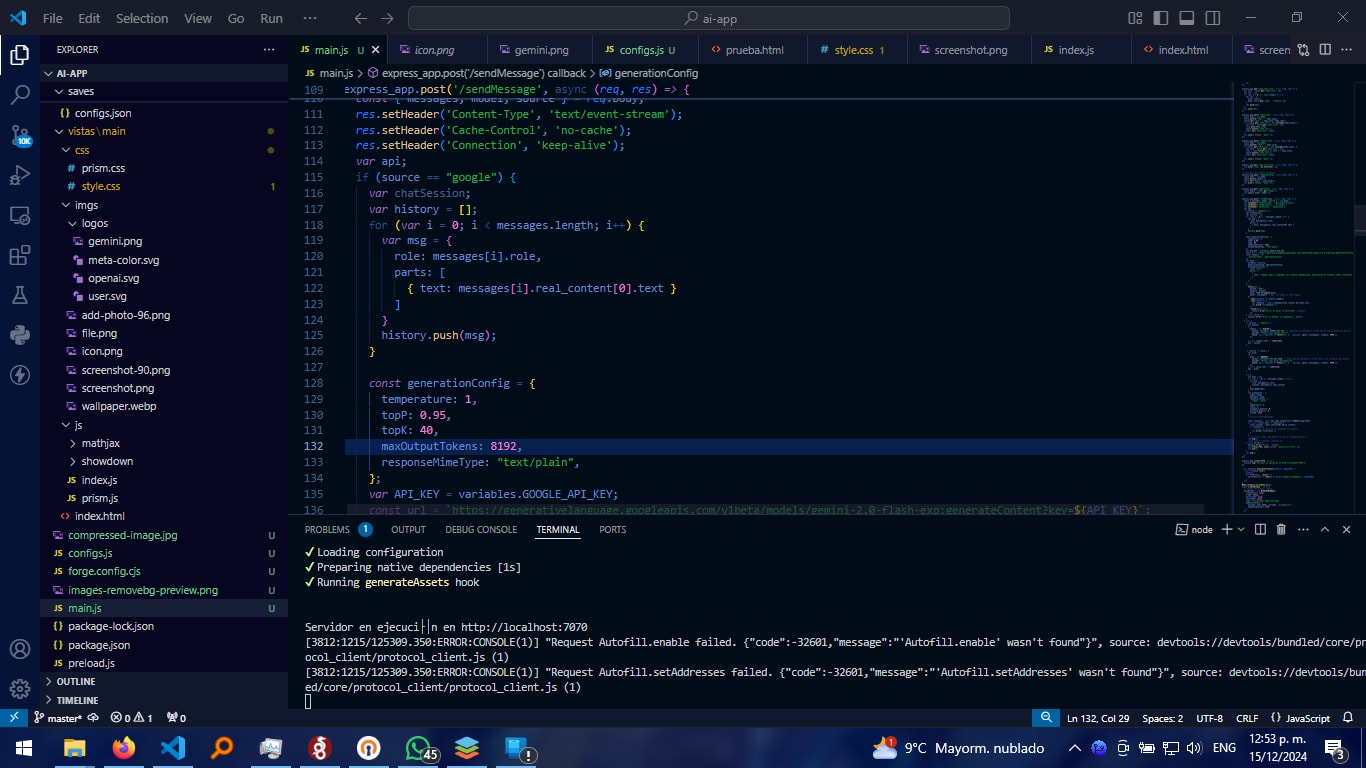 File Edit Selection View Go Run ··· ai-app
EXPLORER ···
AI-APP
saves
configs.json
vistas \ main
css
prism.css
style.css 1
imgs
logos
gemini.png
meta-color.svg
openai.svg
user.svg
add-photo-96.png
file.png
icon.png
screenshot-90.png
screenshot.png
wallpaper.webp
js
mathjax
showdown
index.js
prism.js
index.html
compressed-image.jpg U
configs.js U
forge.config.cjs U
images-removebg-preview.png U
main.js U
package-lock.json
package.json
preload.js
OUTLINE
TIMELINE
10K
main.js U icon.png gemini.png configs.js U prueba.html style.css 1 screenshot.png index.js index.html screen
main.js > express_app.post('/sendMessage') callback > generationConfig
109 express_app.post('/sendMessage', async (req, res) => {
110 const { messages, model, source } = req.body;
111 res.setHeader('Content-Type', 'text/event-stream');
112 res.setHeader('Cache-Control', 'no-cache');
113 res.setHeader('Connection', 'keep-alive');
114 var api;
115 if (source == "google") {
116 var chatSession;
117 var history = [];
118 for (var i = 0; i < messages.length; i++) {
119 var msg = {
120 role: messages[i].role,
121 parts: [
122 { text: messages[i].real_content[0].text }
123 ]
124 }
125 history.push(msg);
126 }
127
128 const generationConfig = {
129 temperature: 1,
130 topP: 0.95,
131 topK: 40,
132 maxOutputTokens: 8192,
133 responseMimeType: "text/plain",
134 };
135 var API_KEY = variables.GOOGLE_API_KEY;
136 const url = `https://generativelanguage.googleapis.com/v1beta/models/gemini-2.0-flash-exp:generateContent?key=${API_KEY}`;
PROBLEMS 1 OUTPUT DEBUG CONSOLE TERMINAL PORTS node
✓ Loading configuration
✓ Preparing native dependencies [1s]
✓ Running generateAssets hook
Servidor en ejecuci├│n en http://localhost:7070
[3812:1215/125309.350:ERROR:CONSOLE(1)] "Request Autofill.enable failed. {"code":-32601,"message":"'Autofill.enable' wasn't found"}", source: devtools://devtools/bundled/core/pr
ocol_client/protocol_client.js (1)
[3812:1215/125309.350:ERROR:CONSOLE(1)] "Request Autofill.setAddresses failed. {"code":-32601,"message":"'Autofill.setAddresses' wasn't found"}", source: devtools://devtools/bun
ed/core/protocol_client/protocol_client.js (1)
master* 0 1 0 Ln 132, Col 29 Spaces: 2 UTF-8 CRLF {} JavaScript
45 1 9°C Mayorm. nublado ENG 12:53 p. m.
15/12/2024 3